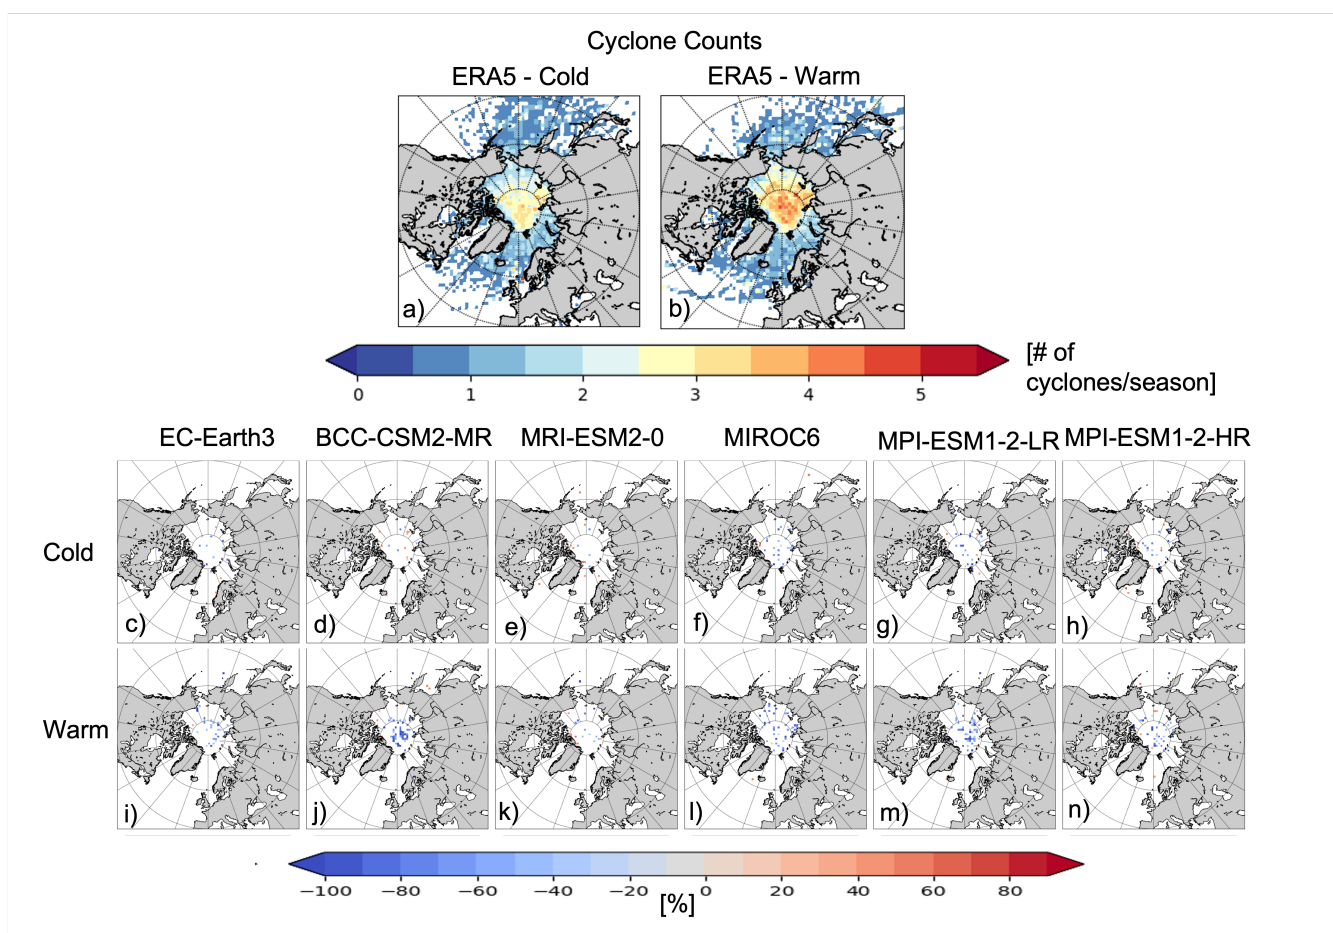 Cyclone Counts
ERA5 - Cold ERA5 - Warm
a) b)
0 1 2 3 4 5
[# of
cyclones/season]
EC-Earth3 BCC-CSM2-MR MRI-ESM2-0 MIROC6 MPI-ESM1-2-LR MPI-ESM1-2-HR
Cold
c) d) e) f) g) h)
Warm
i) j) k) l) m) n)
−100 −80 −60 −40 −20 0 20 40 60 80
[%]